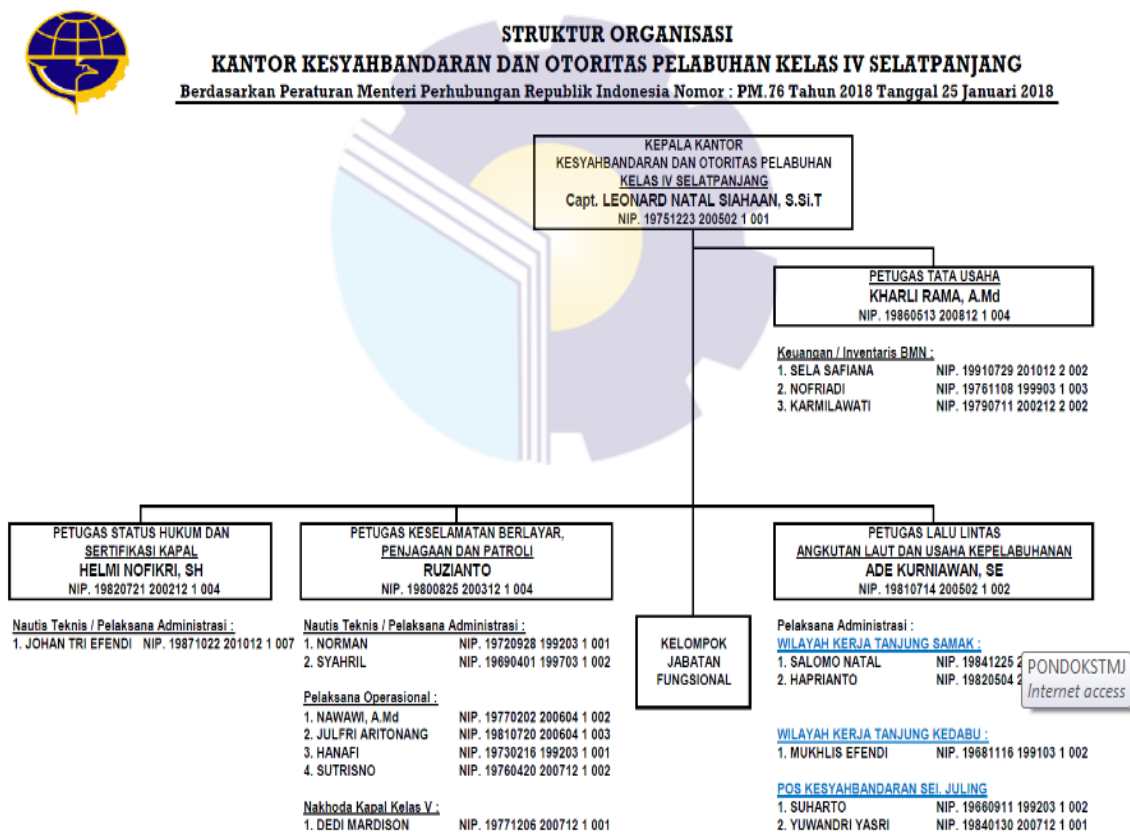 STRUKTUR ORGANISASI
KANTOR KESYAHBANDARAN DAN OTORITAS PELABUHAN KELAS IV SELATPANJANG
Berdasarkan Peraturan Menteri Perhubungan Republik Indonesia Nomor : PM.76 Tahun 2018 Tanggal 25 Januari 2018
KEPALA KANTOR
KESYAHBANDARAN DAN OTORITAS PELABUHAN
KELAS IV SELATPANJANG
Capt. LEONARD NATAL SIAHAAN, S.Si.T
NIP. 19751223 200502 1 001
PETUGAS TATA USAHA
KHARLI RAMA, A.Md
NIP. 19860513 200812 1 004
Keuangan / Inventaris BMN :
1. SELA SAFIANA NIP. 19910729 201012 2 002
2. NOFRIADI NIP. 19761108 199903 1 003
3. KARMILAWATI NIP. 19790711 200212 2 002
PETUGAS STATUS HUKUM DAN
SERTIFIKASI KAPAL
HELMI NOFIKRI, SH
NIP. 19820721 200212 1 004
Nautis Teknis / Pelaksana Administrasi :
1. JOHAN TRI EFENDI NIP. 19871022 201012 1 007
PETUGAS KESELAMATAN BERLAYAR,
PENJAGAAN DAN PATROLI
RUZIANTO
NIP. 19800825 200312 1 004
Nautis Teknis / Pelaksana Administrasi :
1. NORMAN NIP. 19720928 199203 1 001
2. SYAHRIL NIP. 19690401 199703 1 002
Pelaksana Operasional :
1. NAWAWI, A.Md NIP. 19770202 200604 1 002
2. JULFRI ARITONANG NIP. 19810720 200604 1 003
3. HANAFI NIP. 19730216 199203 1 001
4. SUTRISNO NIP. 19760420 200712 1 002
Nakhoda Kapal Kelas V :
1. DEDI MARDISON NIP. 19771206 200712 1 001
KELOMPOK
JABATAN
FUNGSIONAL
PETUGAS LALU LINTAS
ANGKUTAN LAUT DAN USAHA KEPELABUHANAN
ADE KURNIAWAN, SE
NIP. 19810714 200502 1 002
Pelaksana Administrasi :
WILAYAH KERJA TANJUNG SAMAK :
1. SALOMO NATAL NIP. 19841225 2
2. HAPRIANTO NIP. 19820504 2
PONDOKSTMJ
Internet access
WILAYAH KERJA TANJUNG KEDABU :
1. MUKHLIS EFENDI NIP. 19681116 199103 1 002
POS KESYAHBANDARAN SEI. JULING
1. SUHARTO NIP. 19660911 199203 1 002
2. YUWANDRI YASRI NIP. 19840130 200712 1 001